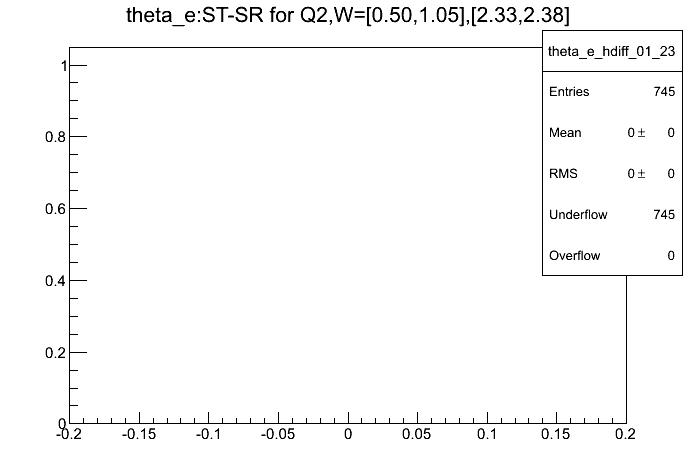 theta_e:ST-SR for Q2,W=[0.50,1.05],[2.33,2.38]
theta_e_hdiff_01_23
Entries 745
Mean 0 ± 0
RMS 0 ± 0
Underflow 745
Overflow 0
1
0.8
0.6
0.4
0.2
0
-0.2 -0.15 -0.1 -0.05 0 0.05 0.1 0.15 0.2